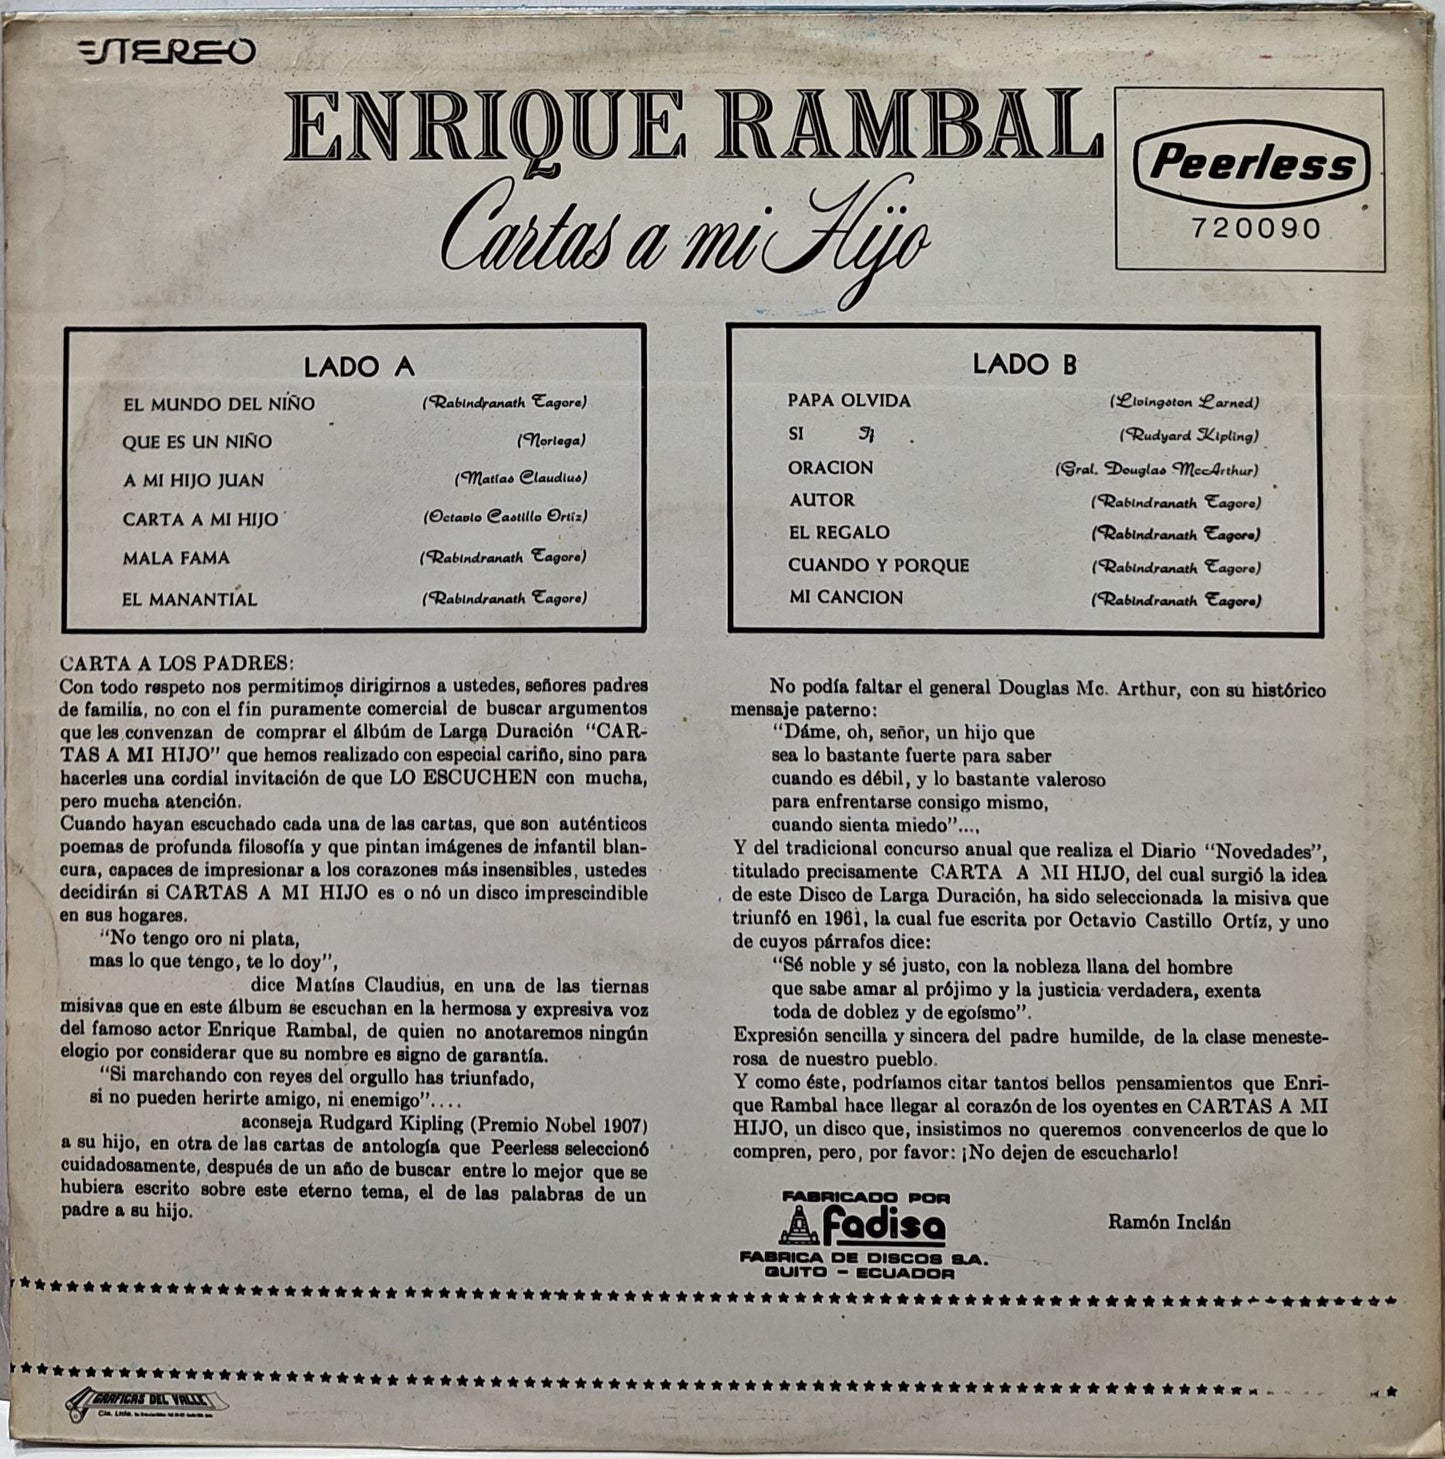 STEREO
ENRIQUE RAMBAL
Cartas a mi Hijo
Peerless
720090
LADO A
EL MUNDO DEL NIÑO (Rabindranath Tagore)
QUE ES UN NIÑO (Noriega)
A MI HIJO JUAN (Matías Claudius)
CARTA A MI HIJO (Octavio Castillo Ortíz)
MALA FAMA (Rabindranath Tagore)
EL MANANTIAL (Rabindranath Tagore)
LADO B
PAPA OLVIDA (Livingston Larned)
SI If (Rudyard Kipling)
ORACION (Gral. Douglas McArthur)
AUTOR (Rabindranath Tagore)
EL REGALO (Rabindranath Tagore)
CUANDO Y PORQUE (Rabindranath Tagore)
MI CANCION (Rabindranath Tagore)
CARTA A LOS PADRES:
Con todo respeto nos permitimos dirigirnos a ustedes, señores padres
de familia, no con el fín puramente comercial de buscar argumentos
que les convenzan de comprar el álbúm de Larga Duración "CAR-
TAS A MI HIJO" que hemos realizado con especial cariño, sino para
hacerles una cordial invitación de que LO ESCUCHEN con mucha,
pero mucha atención.
Cuando hayan escuchado cada una de las cartas, que son auténticos
poemas de profunda filosofía y que pintan imágenes de infantil blan-
cura, capaces de impresionar a los corazones más insensibles, ustedes
decidirán si CARTAS A MI HIJO es o nó un disco imprescindible
en sus hogares.
"No tengo oro ni plata,
mas lo que tengo, te lo doy",
dice Matías Claudius, en una de las tiernas
misivas que en este álbum se escuchan en la hermosa y expresiva voz
del famoso actor Enrique Rambal, de quien no anotaremos ningún
elogio por considerar que su nombre es signo de garantía.
"Si marchando con reyes del orgullo has triunfado,
si no pueden herirte amigo, ni enemigo"....
aconseja Rudgard Kipling (Premio Nobel 1907)
a su hijo, en otra de las cartas de antología que Peerless seleccionó
cuidadosamente, después de un año de buscar entre lo mejor que se
hubiera escrito sobre este eterno tema, el de las palabras de un
padre a su hijo.
No podía faltar el general Douglas Mc. Arthur, con su histórico
mensaje paterno:
"Dáme, oh, señor, un hijo que
sea lo bastante fuerte para saber
cuando es débil, y lo bastante valeroso
para enfrentarse consigo mismo,
cuando sienta miedo"...,
Y del tradicional concurso anual que realiza el Diario "Novedades",
titulado precisamente CARTA A MI HIJO, del cual surgió la idea
de este Disco de Larga Duración, ha sido seleccionada la misiva que
triunfó en 1961, la cual fue escrita por Octavio Castillo Ortíz, y uno
de cuyos párrafos dice:
"Sé noble y sé justo, con la nobleza llana del hombre
que sabe amar al prójimo y la justicia verdadera, exenta
toda de doblez y de egoísmo".
Expresión sencilla y sincera del padre humilde, de la clase meneste-
rosa de nuestro pueblo.
Y como éste, podríamos citar tantos bellos pensamientos que Enri-
que Rambal hace llegar al corazón de los oyentes en CARTAS A MI
HIJO, un disco que, insistimos no queremos convencerlos de que lo
compren, pero, por favor: ¡No dejen de escucharlo!
Ramón Inclán
FABRICADO POR
fadisa
FABRICA DE DISCOS S.A.
QUITO - ECUADOR
GRAFICAS DEL VALLE
Cia. Ltda.